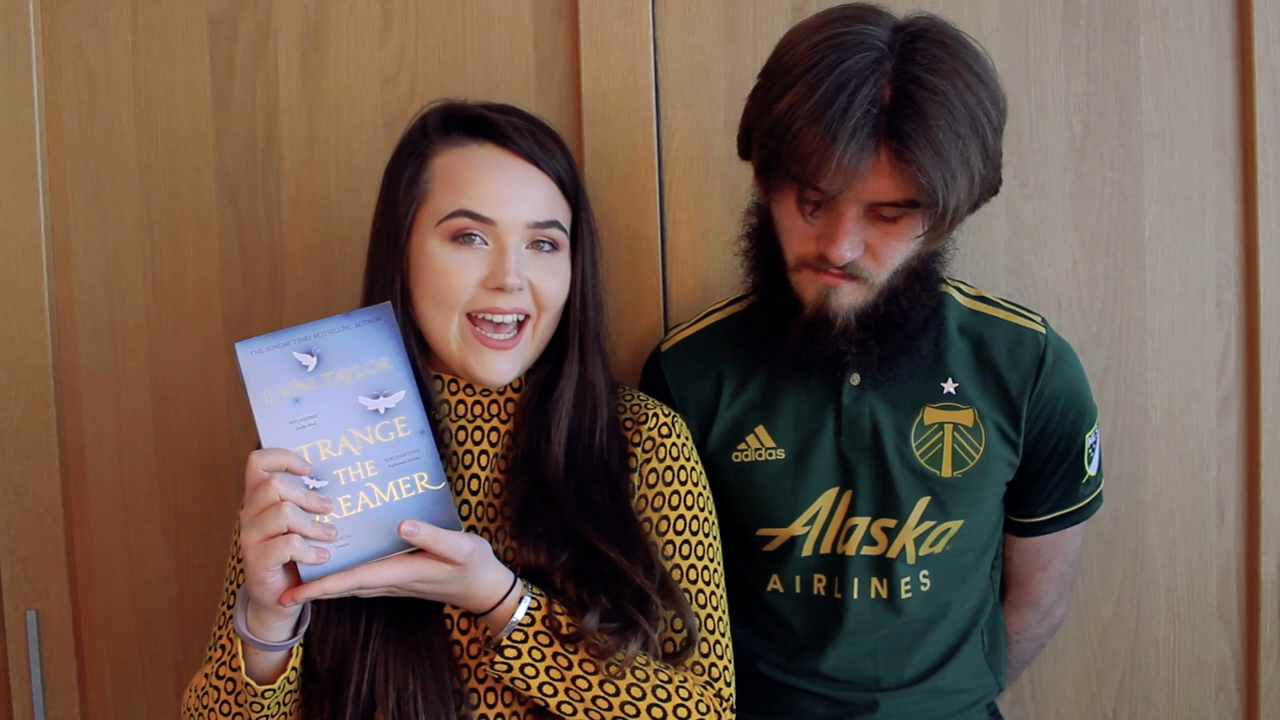 THE SUNDAY TIMES BESTSELLING AUTHOR
LAINI TAYLOR
TRANGE
THE
REAMER
adidas
Alaska
AIRLINES